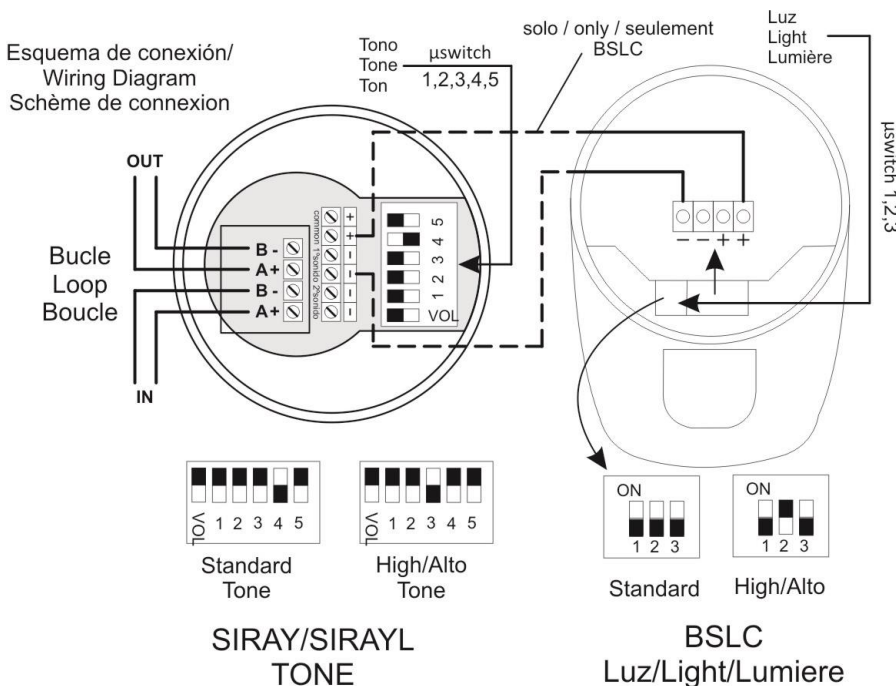 Esquema de conexión/
Wiring Diagram
Schème de connexion
Tono
Tone
Ton
µswitch
1,2,3,4,5
solo / only / seulement
BSLC
Luz
Light
Lumière
µswitch 1,2,3
OUT
Bucle
Loop
Boucle
B -
A+
B -
A+
IN
common 1ºsonido 2ºsonido
+
+
-
-
-
-
5
4
3
2
1
VOL
– – + +
VOL 1 2 3 4 5
Standard
Tone
VOL 1 2 3 4 5
High/Alto
Tone
ON
1 2 3
Standard
ON
1 2 3
High/Alto
SIRAY/SIRAYL
TONE
BSLC
Luz/Light/Lumiere